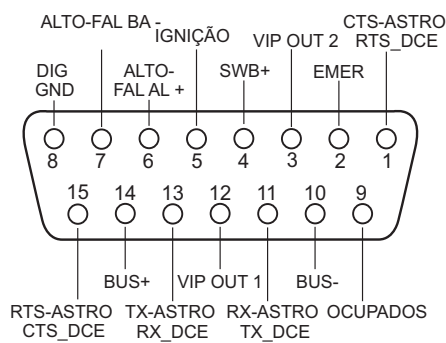 ALTO-FAL BA -
IGNIÇÃO
VIP OUT 2
CTS-ASTRO
RTS_DCE
DIG
GND
ALTO-
FAL AL +
SWB+
EMER
8 7 6 5 4 3 2 1
15 14 13 12 11 10 9
BUS+
VIP OUT 1
BUS-
RTS-ASTRO
CTS_DCE
TX-ASTRO
RX_DCE
RX-ASTRO
TX_DCE
OCUPADOS